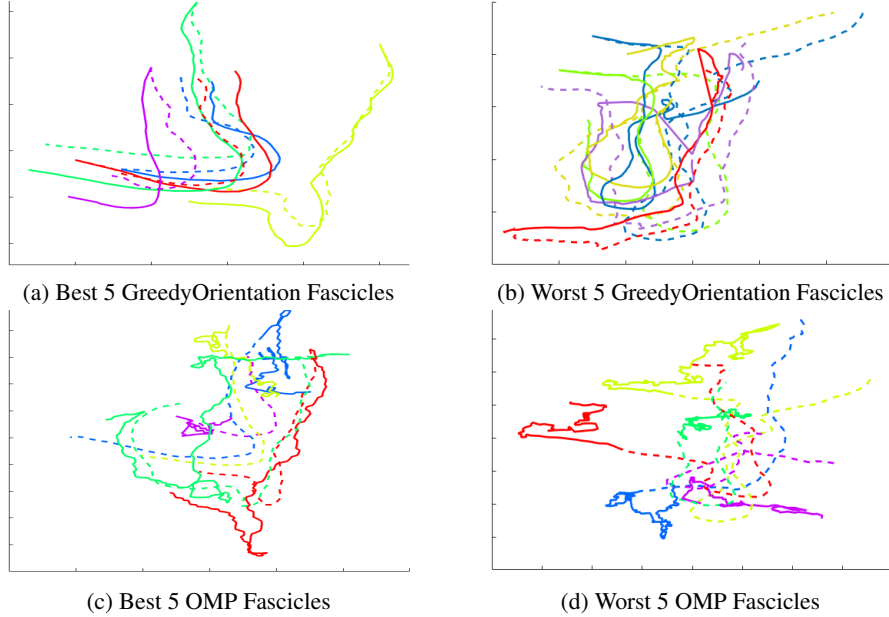 (a) Best 5 GreedyOrientation Fascicles
(b) Worst 5 GreedyOrientation Fascicles
(c) Best 5 OMP Fascicles
(d) Worst 5 OMP Fascicles